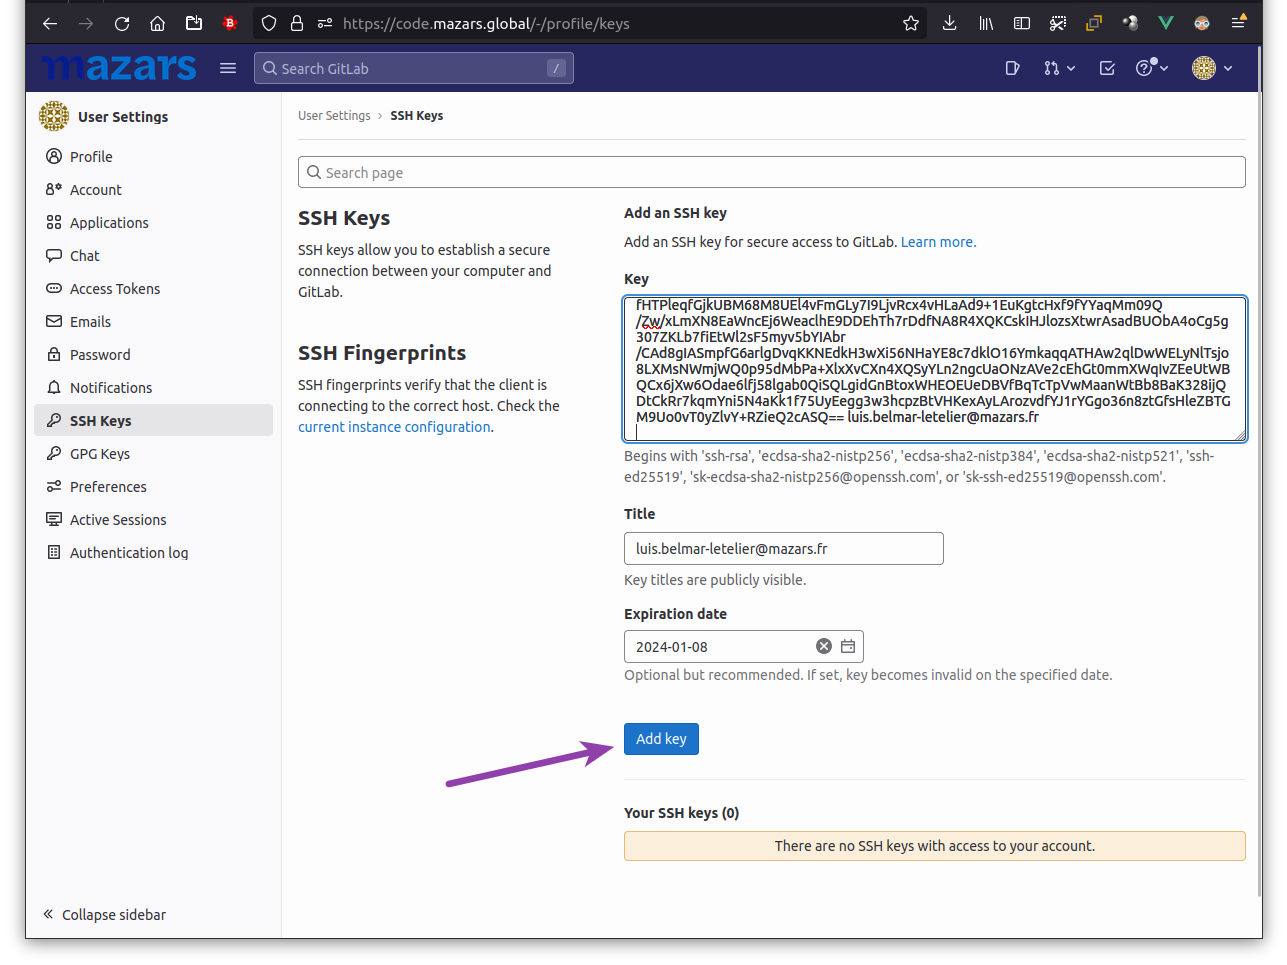 https://code.mazars.global/-/profile/keys
mazars
Search GitLab
/
User Settings
Profile
Account
Applications
Chat
Access Tokens
Emails
Password
Notifications
SSH Keys
GPG Keys
Preferences
Active Sessions
Authentication log
Collapse sidebar
User Settings › SSH Keys
Search page
SSH Keys
SSH keys allow you to establish a secure
connection between your computer and
GitLab.
SSH Fingerprints
SSH fingerprints verify that the client is
connecting to the correct host. Check the
current instance configuration.
Add an SSH key
Add an SSH key for secure access to GitLab. Learn more.
Key
fHTPleqfGjkUBM68M8UEl4vFmGLy7I9LjvRcx4vHLaAd9+1EuKgtcHxf9fYYaqMm09Q
/Zw/xLmXN8EaWncEj6WeaclhE9DDEhTh7rDdfNA8R4XQKCskIHJlozsXtwrAsadBUObA4oCg5g
307ZKLb7fiEtWl2sF5myv5bYIAbr
/CAd8gIASmpfG6arlgDvqKKNEdkH3wXi56NHaYE8c7dklO16YmkaqqATHAw2qlDwWELyNlTsjo
8LXMsNWmjWQ0p95dMbPa+XlxXvCXn4XQSyYLn2ngcUaONzAVe2cEhGt0mmXWqIvZEeUtWB
QCx6jXw6Odae6lfj58lgab0QiSQLgidGnBtoxWHEOEUeDBVfBqTcTpVwMaanWtBb8BaK328ijQ
DtCkRr7kqmYni5N4aKk1f75UyEegg3w3hcpzBtVHKexAyLArozvdfYJ1rYGgo36n8ztGfsHleZBTG
M9Uo0vT0yZlvY+RZieQ2cASQ== luis.belmar-letelier@mazars.fr
Begins with 'ssh-rsa', 'ecdsa-sha2-nistp256', 'ecdsa-sha2-nistp384', 'ecdsa-sha2-nistp521', 'ssh-
ed25519', 'sk-ecdsa-sha2-nistp256@openssh.com', or 'sk-ssh-ed25519@openssh.com'.
Title
luis.belmar-letelier@mazars.fr
Key titles are publicly visible.
Expiration date
2024-01-08
Optional but recommended. If set, key becomes invalid on the specified date.
Add key
Your SSH keys (0)
There are no SSH keys with access to your account.